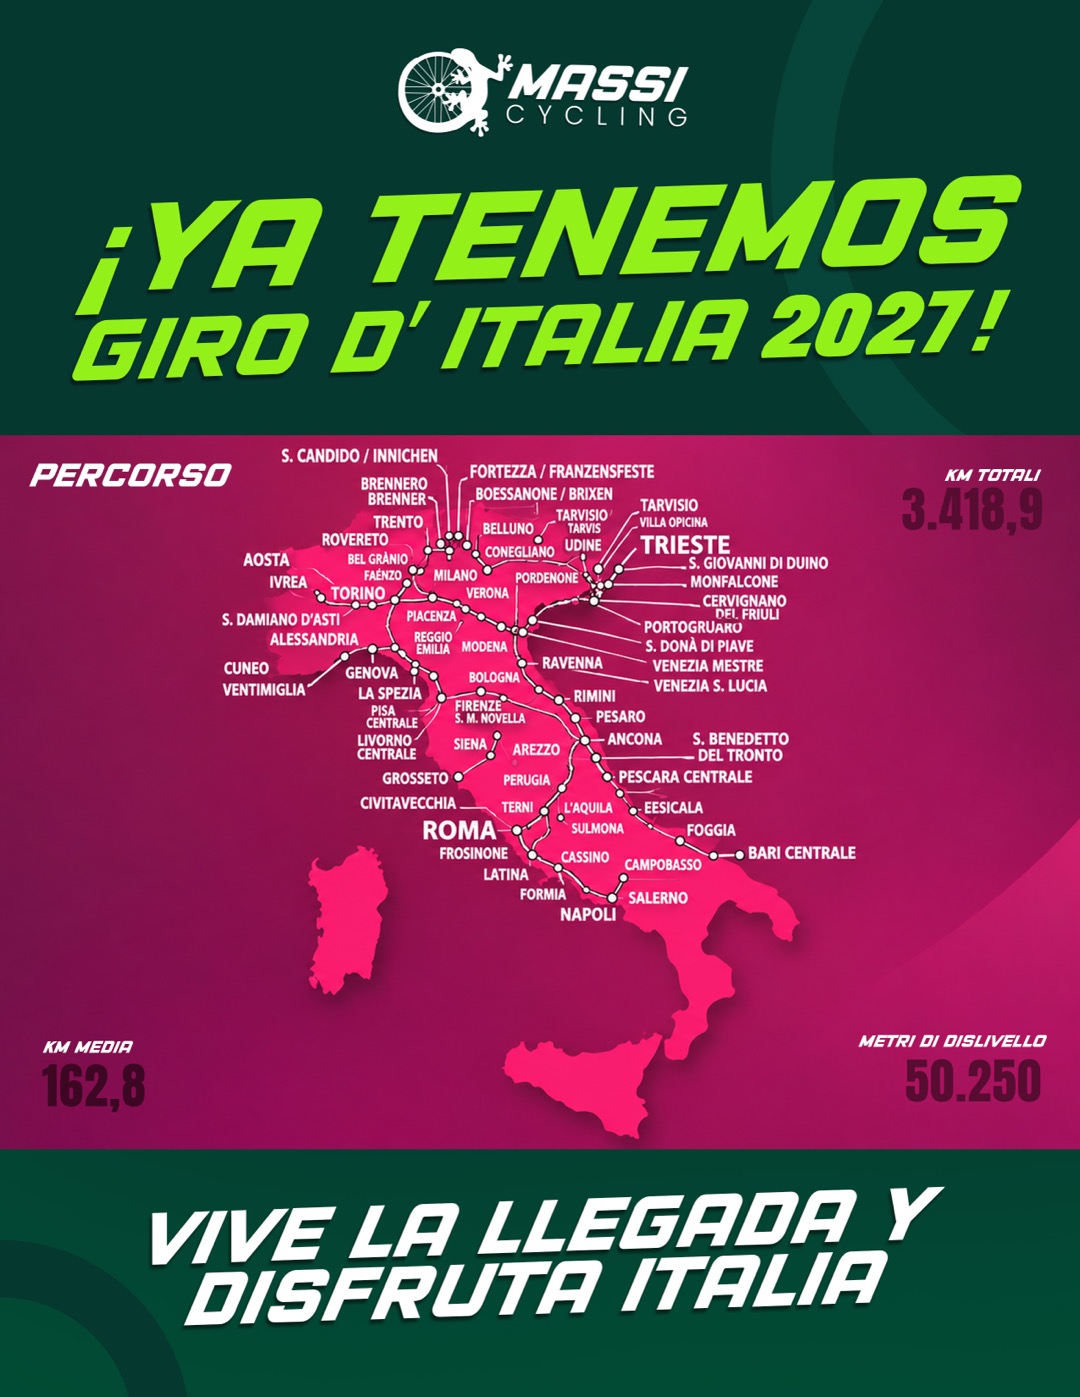 MASSI
CYCLING
¡YA TENEMOS
GIRO D' ITALIA 2027!
PERCORSO
KM TOTALI
3.418,9
S. CANDIDO / INNICHEN
FORTEZZA / FRANZENSFESTE
BRENNERO
BRENNER
BOESSANONE / BRIXEN
TARVISIO
TARVISIO
TARVIS
VILLA OPICINA
TRENTO
BELLUNO
ROVERETO
CONEGLIANO
UDINE
TRIESTE
AOSTA
BEL GRÀNIO
S. GIOVANNI DI DUINO
IVREA
FAÉNZO
MILANO
PORDENONE
MONFALCONE
TORINO
VERONA
CERVIGNANO
DEL FRIULI
S. DAMIANO D'ASTI
PIACENZA
PORTOGRUARO
ALESSANDRIA
REGGIO
EMILIA
MODENA
S. DONÀ DI PIAVE
CUNEO
GENOVA
BOLOGNA
RAVENNA
VENEZIA MESTRE
VENTIMIGLIA
LA SPEZIA
RIMINI
VENEZIA S. LUCIA
PISA
CENTRALE
FIRENZE
S. M. NOVELLA
PESARO
LIVORNO
CENTRALE
SIENA
AREZZO
ANCONA
S. BENEDETTO
DEL TRONTO
GROSSETO
PERUGIA
PESCARA CENTRALE
CIVITAVECCHIA
TERNI
L'AQUILA
EESICALA
ROMA
SULMONA
FOGGIA
FROSINONE
CASSINO
BARI CENTRALE
LATINA
CAMPOBASSO
FORMIA
SALERNO
NAPOLI
KM MEDIA
162,8
METRI DI DISLIVELLO
50.250
VIVE LA LLEGADA Y
DISFRUTA ITALIA